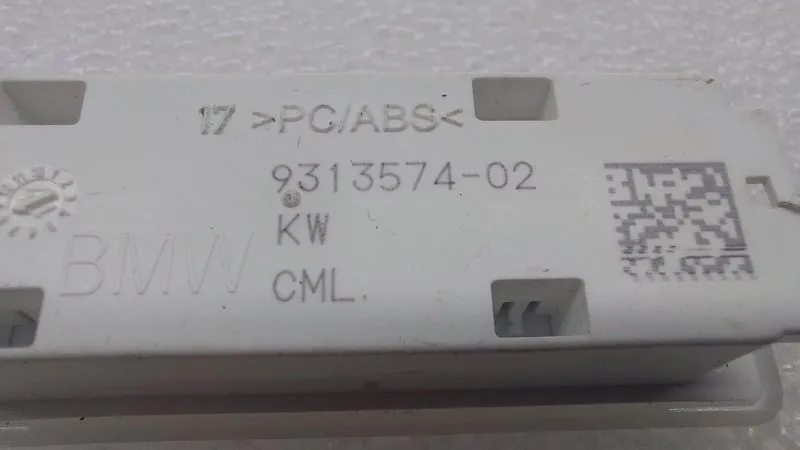 17 >PC/ABS<
9313574-02
KW
BMW
CML.